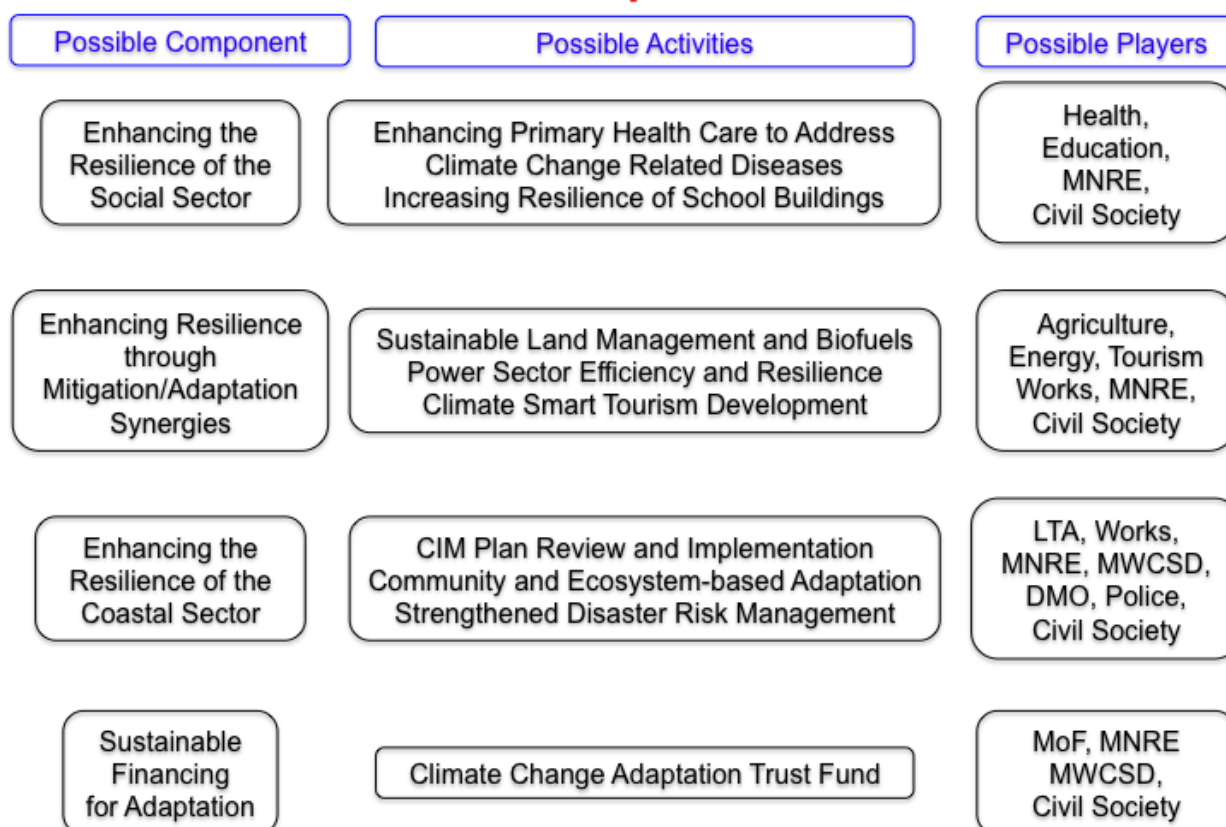 Possible Component
Possible Activities
Possible Players
Enhancing the
Resilience of the
Social Sector
Enhancing Primary Health Care to Address
Climate Change Related Diseases
Increasing Resilience of School Buildings
Health,
Education,
MNRE,
Civil Society
Enhancing Resilience
through
Mitigation/Adaptation
Synergies
Sustainable Land Management and Biofuels
Power Sector Efficiency and Resilience
Climate Smart Tourism Development
Agriculture,
Energy, Tourism
Works, MNRE,
Civil Society
Enhancing the
Resilience of the
Coastal Sector
CIM Plan Review and Implementation
Community and Ecosystem-based Adaptation
Strengthened Disaster Risk Management
LTA, Works,
MNRE, MWCSD,
DMO, Police,
Civil Society
Sustainable
Financing
for Adaptation
Climate Change Adaptation Trust Fund
MoF, MNRE
MWCSD,
Civil Society